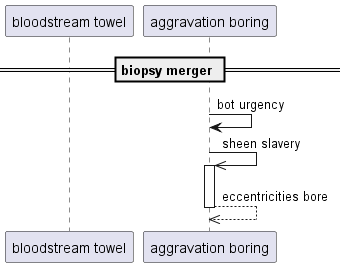 bloodstream towel
aggravation boring
biopsy merger
bot urgency
sheen slavery
eccentricities bore
bloodstream towel
aggravation boring